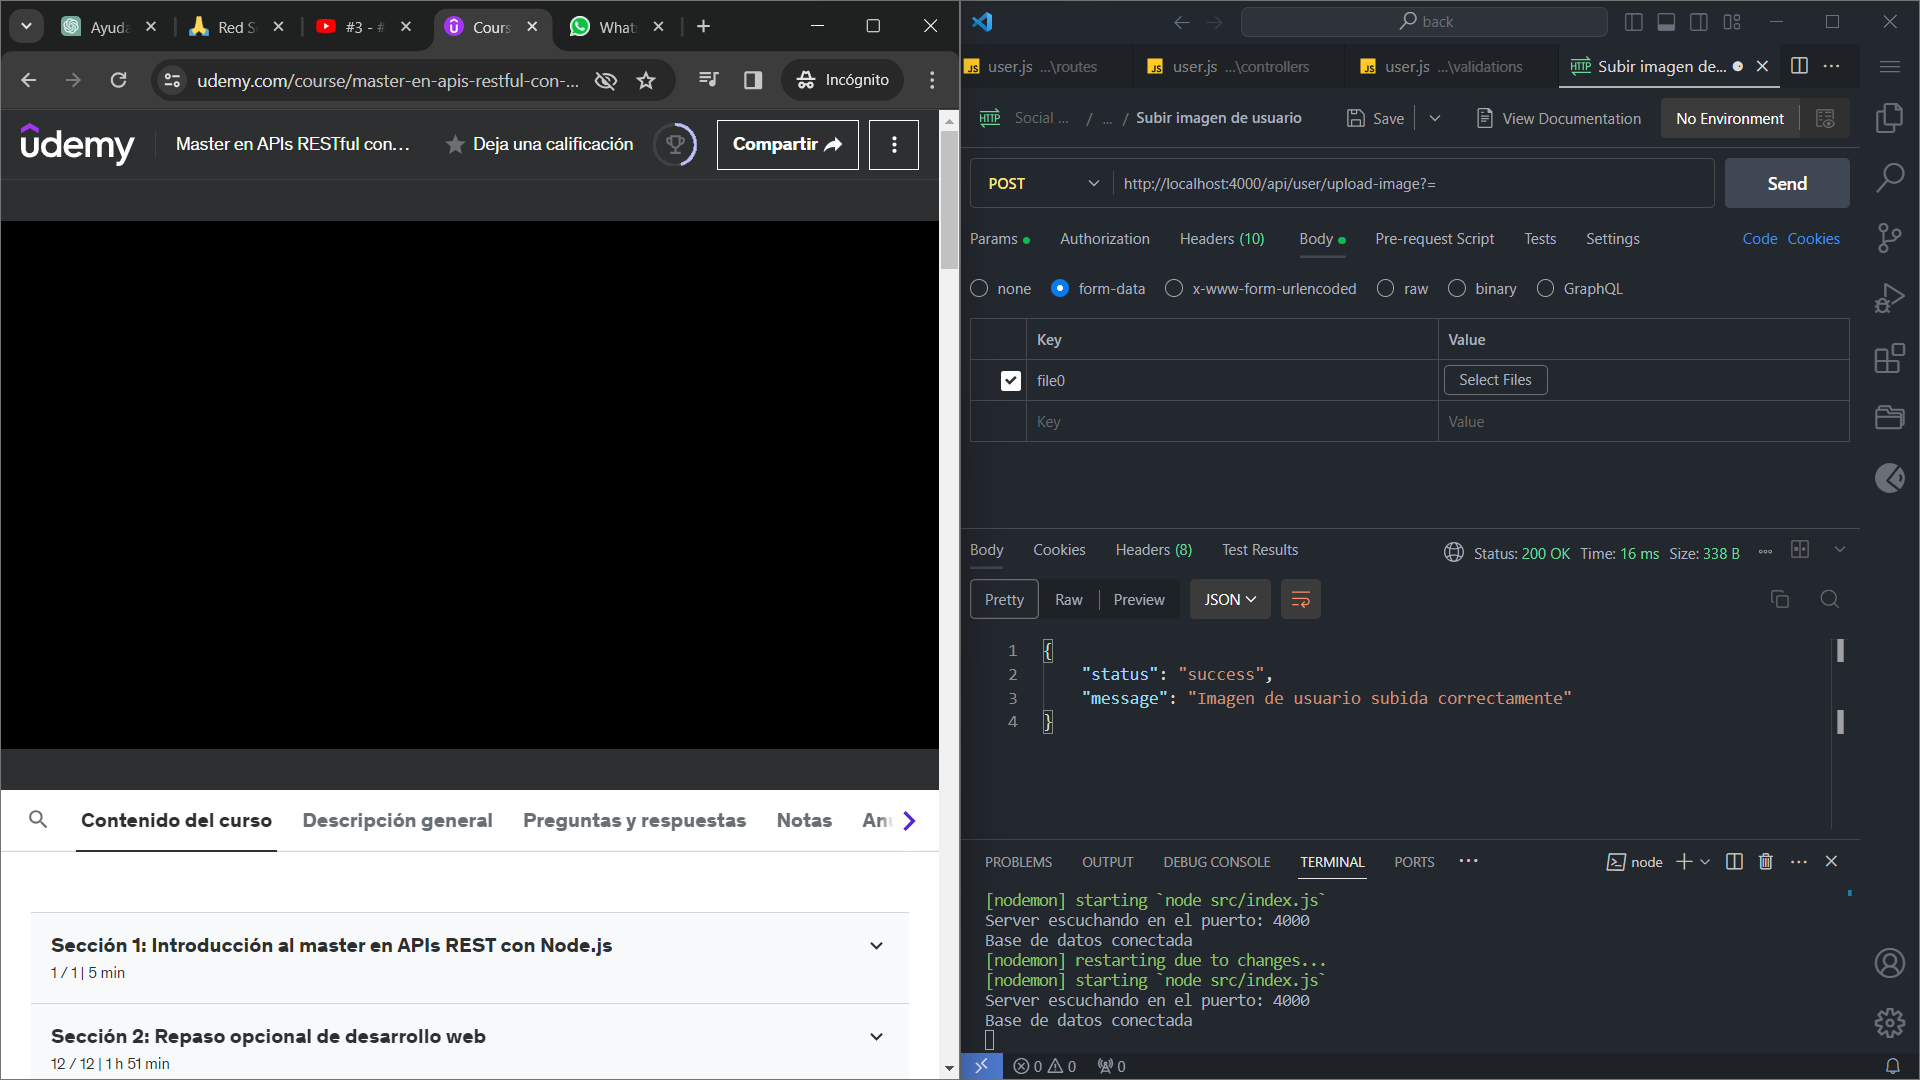 Ayuda
Red S
#3 - #
Cours
What
udemy.com/course/master-en-apis-restful-con-...
Incógnito
udemy
Master en APIs RESTful con...
Deja una calificación
Compartir
Contenido del curso
Descripción general
Preguntas y respuestas
Notas
Anu
Sección 1: Introducción al master en APIs REST con Node.js
1 / 1 | 5 min
Sección 2: Repaso opcional de desarrollo web
12 / 12 | 1 h 51 min
back
JS user.js ...\routes
JS user.js ...\controllers
JS user.js ...\validations
HTTP Subir imagen de...
HTTP Social ... / ... / Subir imagen de usuario
Save
View Documentation
No Environment
POST
http://localhost:4000/api/user/upload-image?=
Send
Params
Authorization
Headers (10)
Body
Pre-request Script
Tests
Settings
Code
Cookies
none
form-data
x-www-form-urlencoded
raw
binary
GraphQL
Key
Value
file0
Select Files
Key
Value
Body
Cookies
Headers (8)
Test Results
Status: 200 OK Time: 16 ms Size: 338 B
Pretty
Raw
Preview
JSON
1 {
2 "status": "success",
3 "message": "Imagen de usuario subida correctamente"
4 }
PROBLEMS
OUTPUT
DEBUG CONSOLE
TERMINAL
PORTS
node
[nodemon] starting `node src/index.js`
Server escuchando en el puerto: 4000
Base de datos conectada
[nodemon] restarting due to changes...
[nodemon] starting `node src/index.js`
Server escuchando en el puerto: 4000
Base de datos conectada
0 0 0